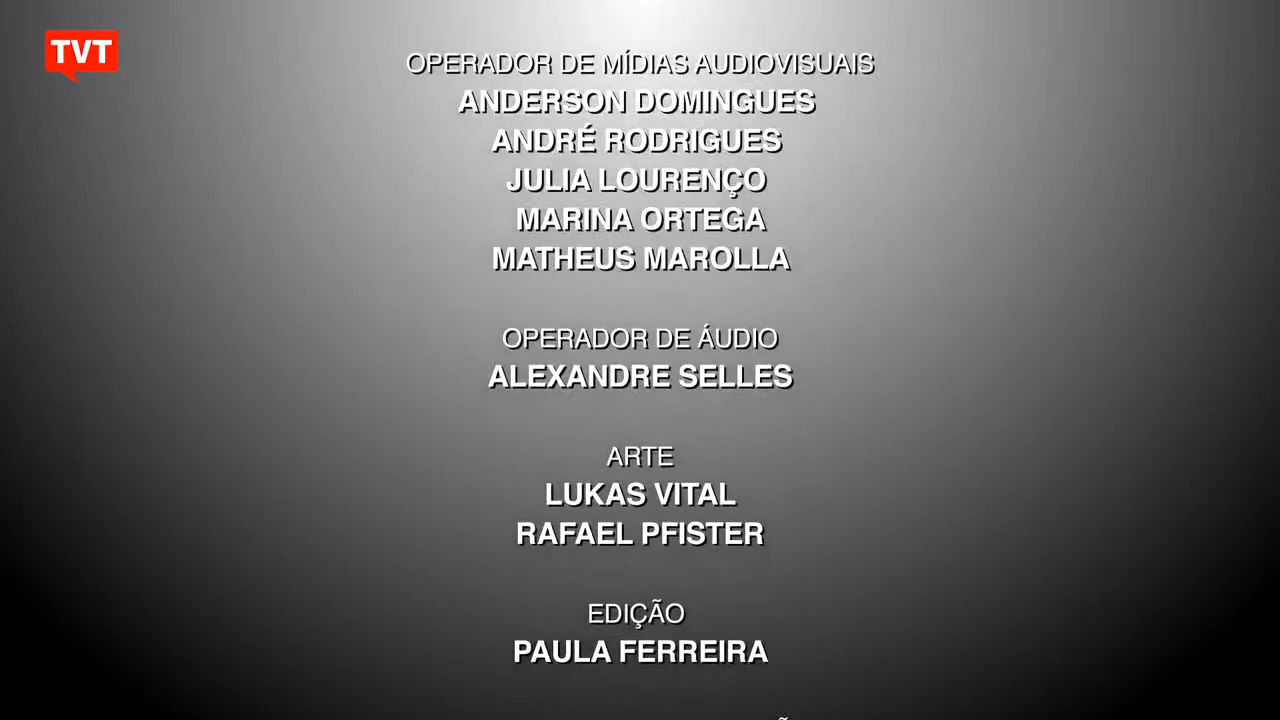 TVT
OPERADOR DE MÍDIAS AUDIOVISUAIS
ANDERSON DOMINGUES
ANDRÉ RODRIGUES
JULIA LOURENÇO
MARINA ORTEGA
MATHEUS MAROLLA
OPERADOR DE ÁUDIO
ALEXANDRE SELLES
ARTE
LUKAS VITAL
RAFAEL PFISTER
EDIÇÃO
PAULA FERREIRA